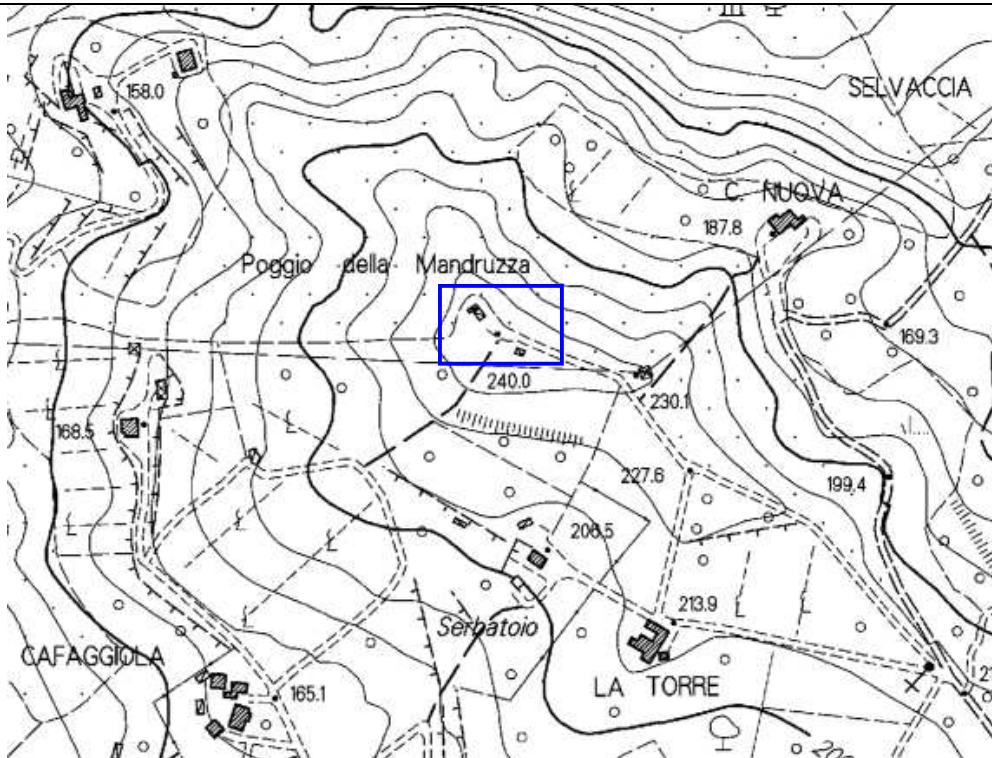 158.0
SELVACCIA
C. NUOVA
187.8
Poggio della Mandruzza
169.3
240.0
230.1
168.5
227.6
199.4
206.5
213.9
Serbatoio
CAFAGGIOLA
165.1
LA TORRE